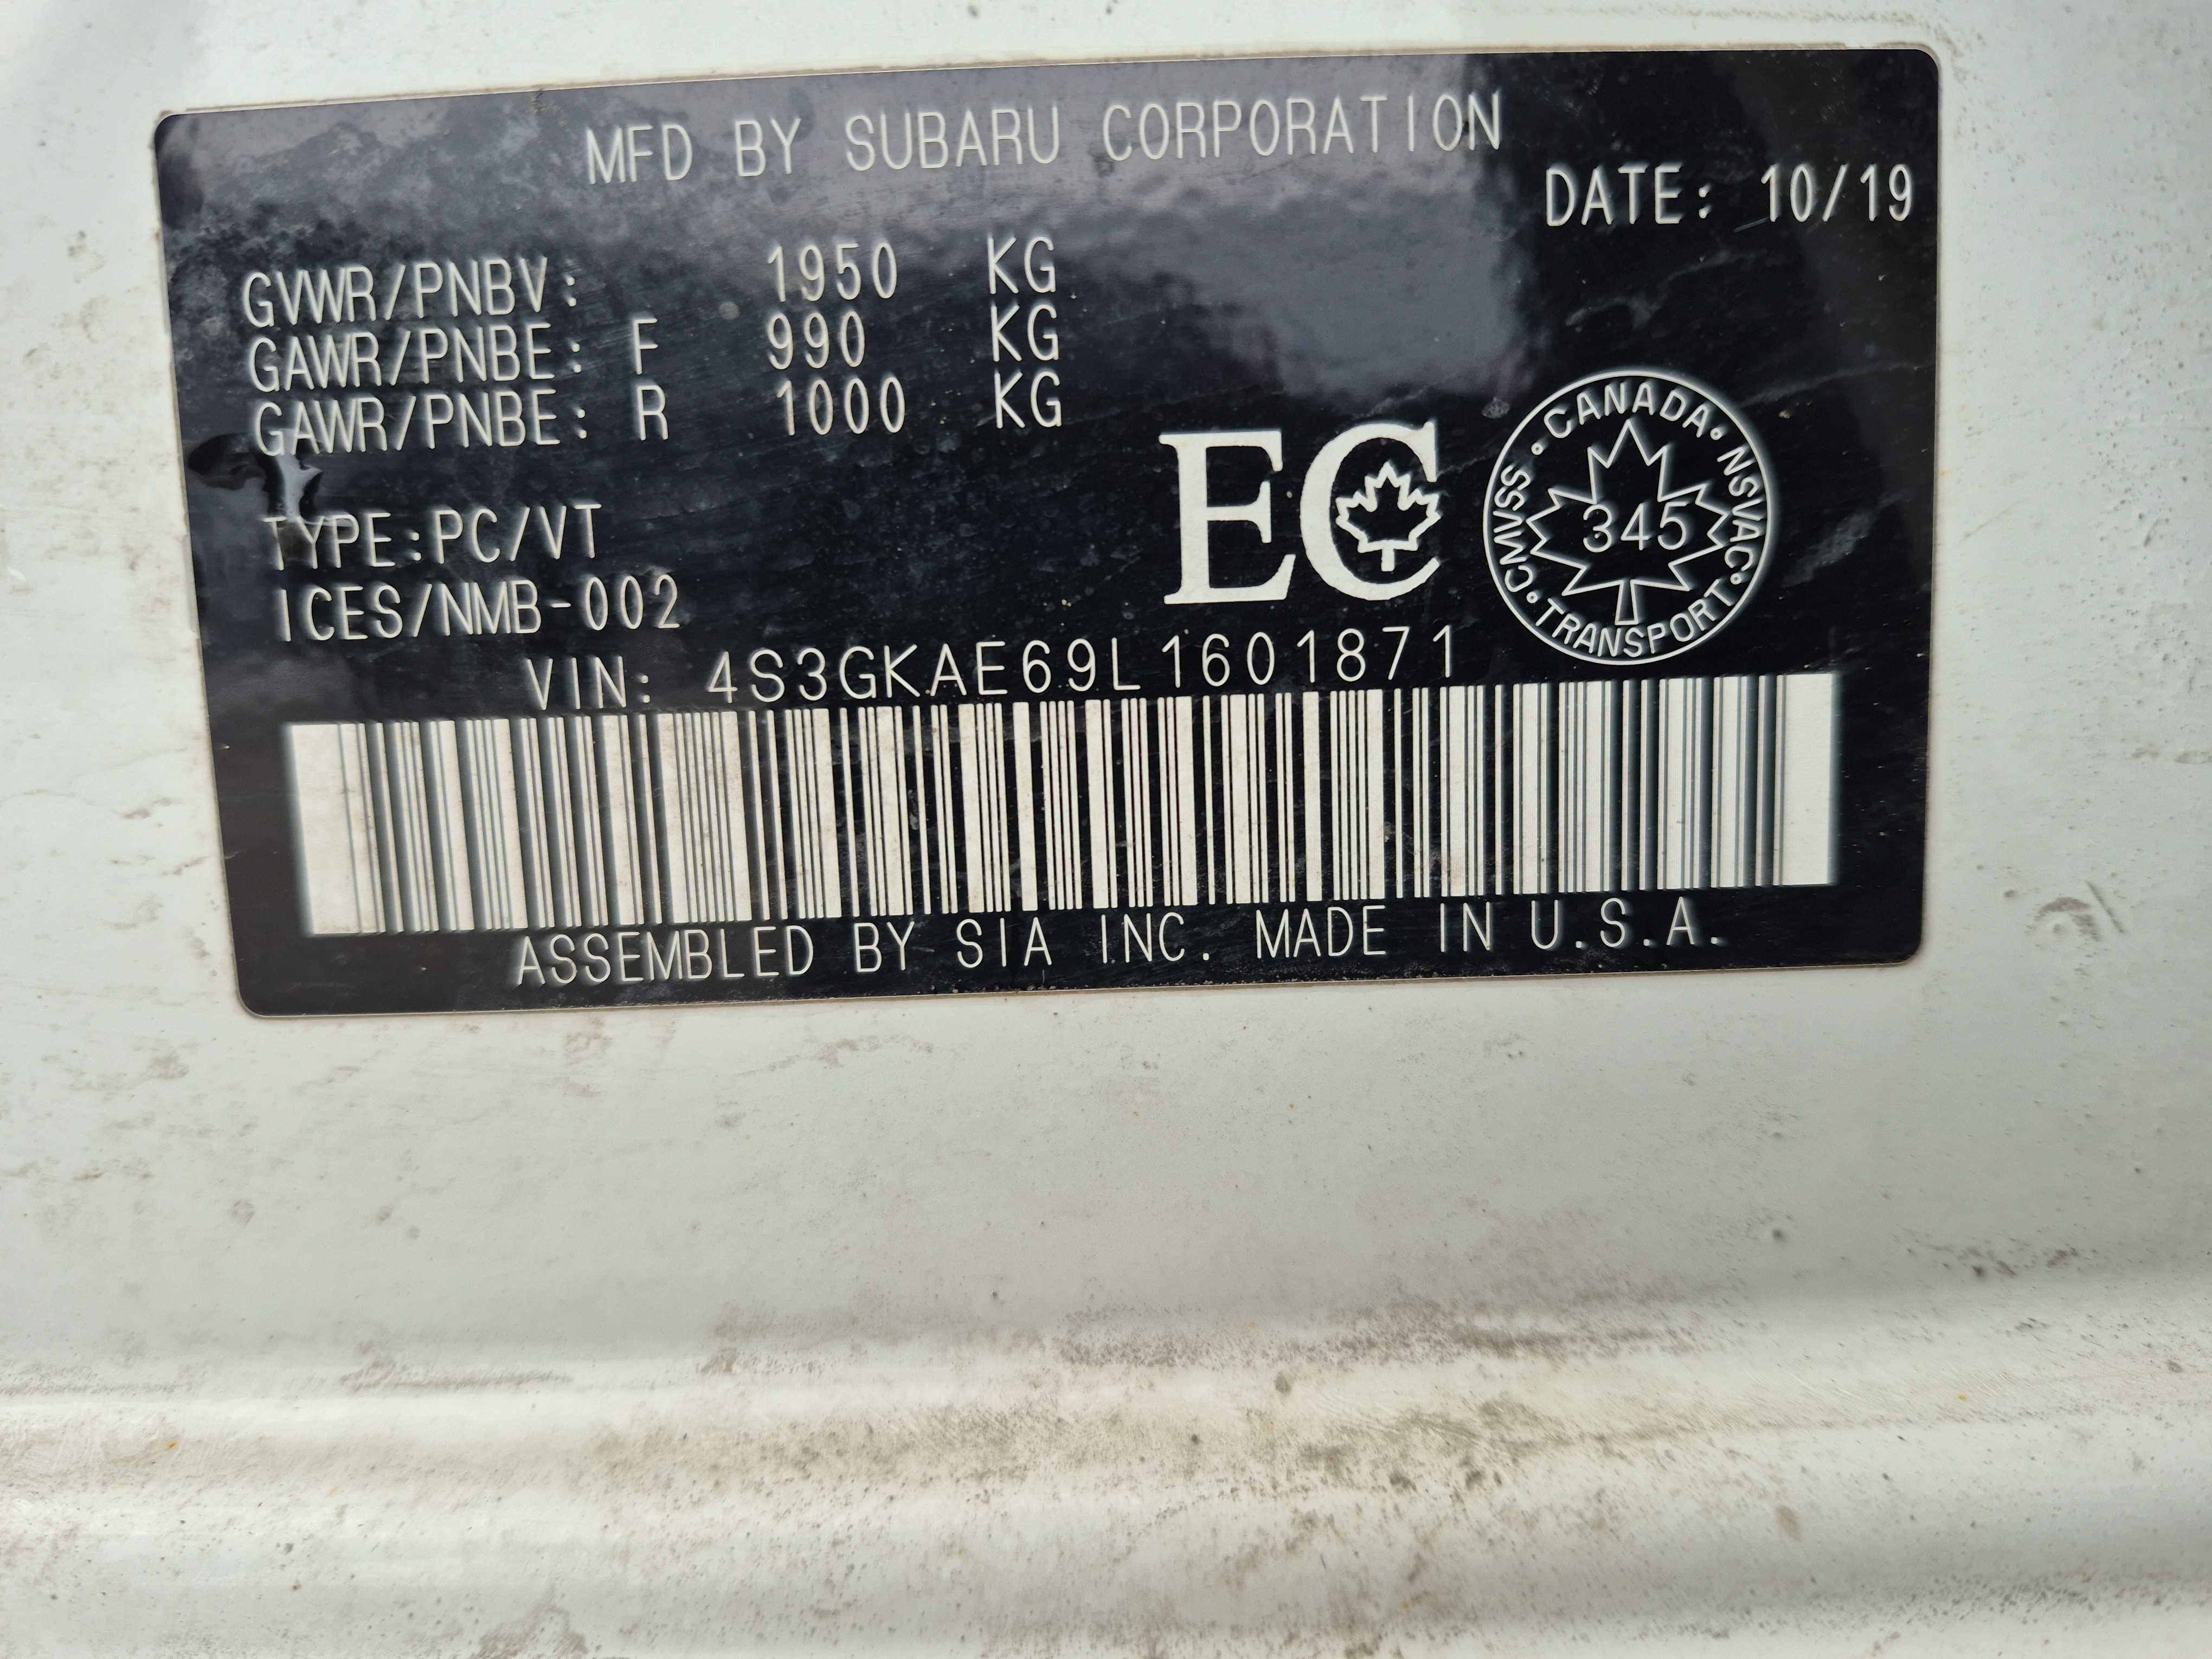 MFD BY SUBARU CORPORATION
DATE: 10/19
GVWR/PNBV: 1950 KG
GAWR/PNBE: F 990 KG
GAWR/PNBE: R 1000 KG
TYPE:PC/VT
ICES/NMB-002
EC
CANADA
NSVAC
TRANSPORT
CMVSS
345
VIN: 4S3GKAE69L1601871
ASSEMBLED BY SIA INC. MADE IN U.S.A.